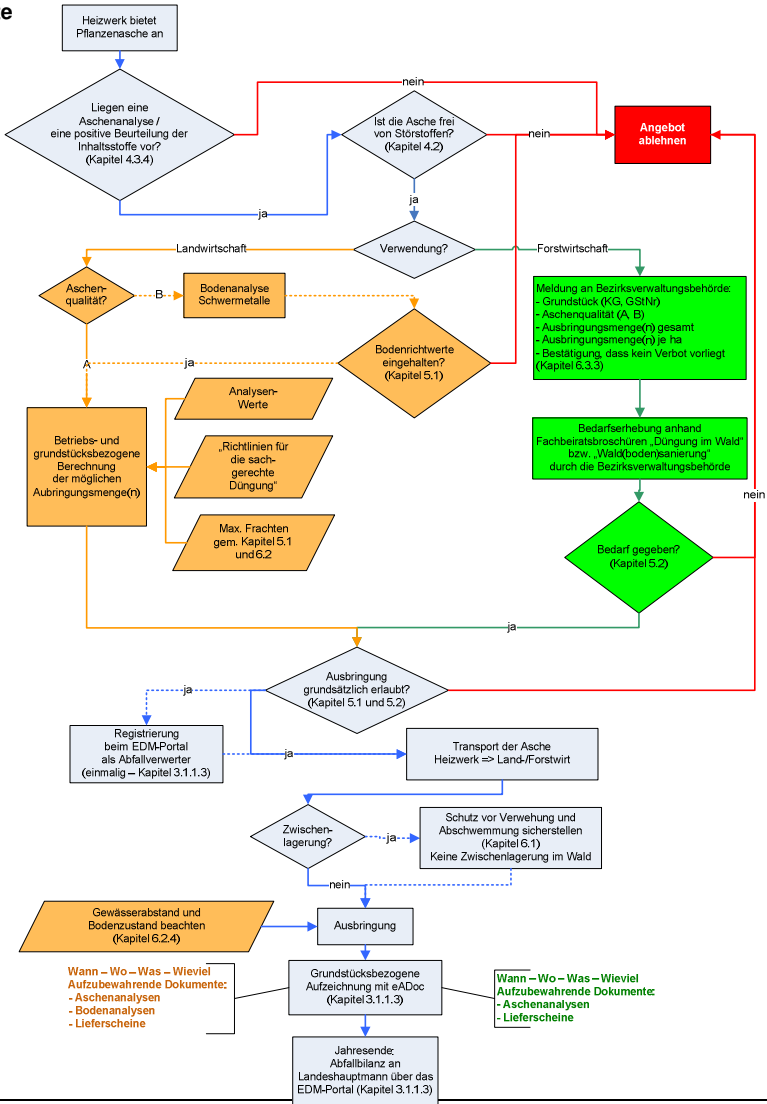 te
Heizwerk bietet
Pflanzenasche an
nein
Liegen eine
Aschenanalyse /
eine positive Beurteilung der
Inhaltsstoffe vor?
(Kapitel 4.3.4)
Ist die Asche frei
von Störstoffen?
(Kapitel 4.2)
nein
Angebot
ablehnen
ja
ja
Landwirtschaft
Verwendung?
Forstwirtschaft
Aschen-
qualität?
B
Bodenanalyse
Schwermetalle
Meldung an Bezirksverwaltungsbehörde:
- Grundstück (KG, GStNr)
- Aschenqualität (A, B)
- Ausbringungsmenge(n) gesamt
- Ausbringungsmenge(n) je ha
- Bestätigung, dass kein Verbot vorliegt
(Kapitel 6.3.3)
A
ja
Bodenrichtwerte
eingehalten?
(Kapitel 5.1)
Analysen-
Werte
Betriebs- und
grundstücksbezogene
Berechnung
der möglichen
Aubringungsmenge(n)
„Richtlinien für
die sach-
gerechte
Düngung“
Bedarfserhebung anhand
Fachbeiratsbroschüren „Düngung im Wald“
bzw. „Wald(boden)sanierung“
durch die Bezirksverwaltungsbehörde
nein
Max. Frachten
gem. Kapitel 5.1
und 6.2
Bedarf gegeben?
(Kapitel 5.2)
ja
Ausbringung
grundsätzlich erlaubt?
(Kapitel 5.1 und 5.2)
ja
Registrierung
beim EDM-Portal
als Abfallverwerter
(einmalig – Kapitel 3.1.1.3)
ja
Transport der Asche
Heizwerk => Land-/Forstwirt
Zwischen-
lagerung?
ja
Schutz vor Verwehung und
Abschwemmung sicherstellen
(Kapitel 6.1)
Keine Zwischenlagerung im Wald
nein
Gewässerabstand und
Bodenzustand beachten
(Kapitel 6.2.4)
Ausbringung
Wann – Wo – Was – Wieviel
Aufzubewahrende Dokumente:
- Aschenanalysen
- Bodenanalysen
- Lieferscheine
Grundstücksbezogene
Aufzeichnung mit eADoc
(Kapitel 3.1.1.3)
Wann – Wo – Was – Wieviel
Aufzubewahrende Dokumente:
- Aschenanalysen
- Lieferscheine
Jahresende:
Abfallbilanz an
Landeshauptmann über das
EDM-Portal (Kapitel 3.1.1.3)